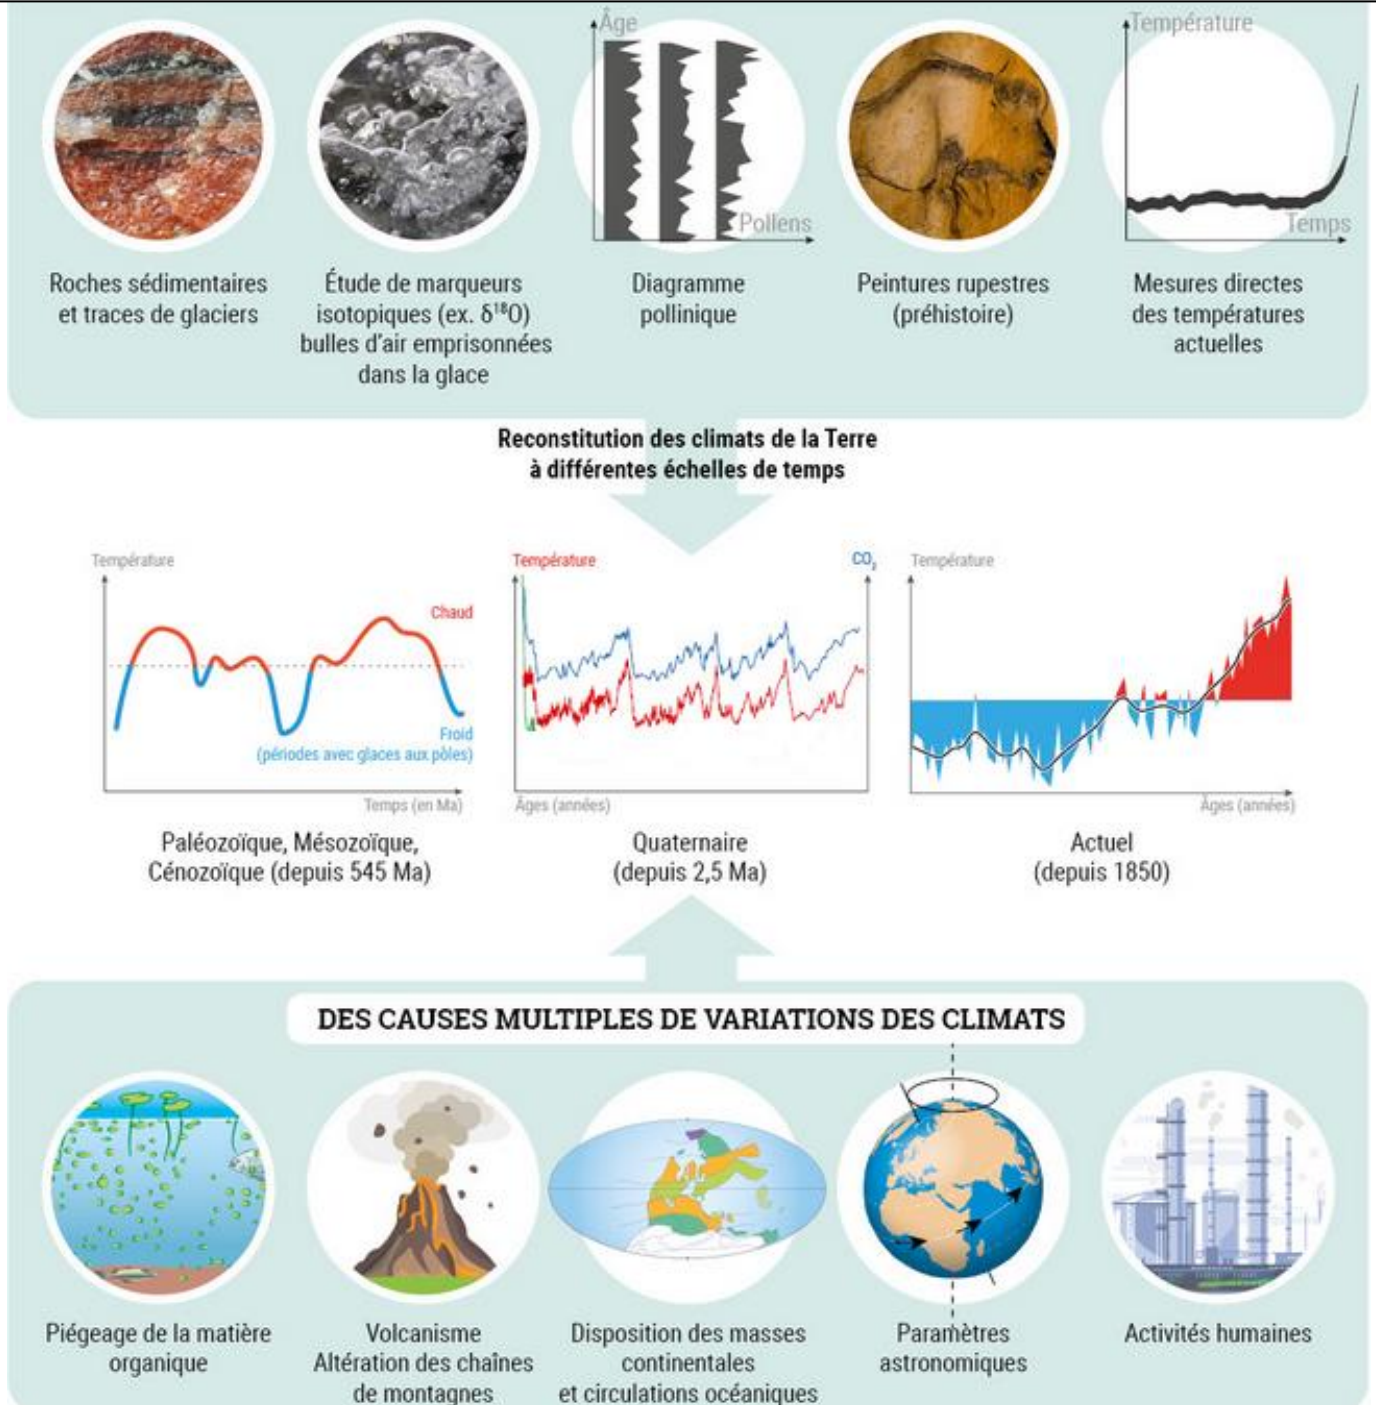 Âge
Pollens
Température
Temps
Roches sédimentaires
et traces de glaciers
Étude de marqueurs
isotopiques (ex. δ¹⁸O)
bulles d'air emprisonnées
dans la glace
Diagramme
pollinique
Peintures rupestres
(préhistoire)
Mesures directes
des températures
actuelles
Reconstitution des climats de la Terre
à différentes échelles de temps
Température
Chaud
Froid
(périodes avec glaces aux pôles)
Temps (en Ma)
Paléozoïque, Mésozoïque,
Cénozoïque (depuis 545 Ma)
Température
CO₂
Âges (années)
Quaternaire
(depuis 2,5 Ma)
Température
Âges (années)
Actuel
(depuis 1850)
DES CAUSES MULTIPLES DE VARIATIONS DES CLIMATS
Piégeage de la matière
organique
Volcanisme
Altération des chaînes
de montagnes
Disposition des masses
continentales
et circulations océaniques
Paramètres
astronomiques
Activités humaines